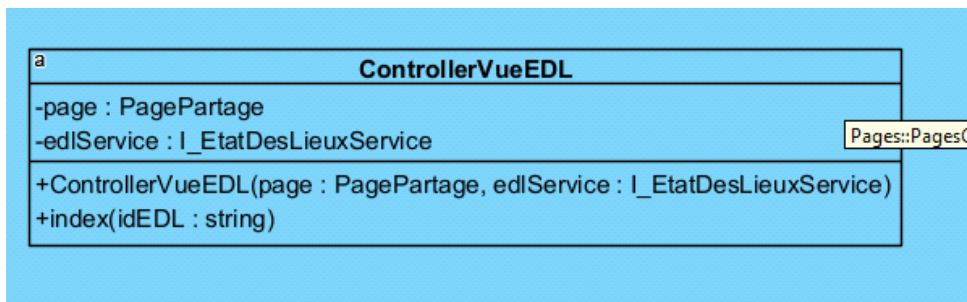 a
ControllerVueEDL
-page : PagePartage
-edlService : I_EtatDesLieuxService
Pages::Pages
+ControllerVueEDL(page : PagePartage, edlService : I_EtatDesLieuxService)
+index(idEDL : string)